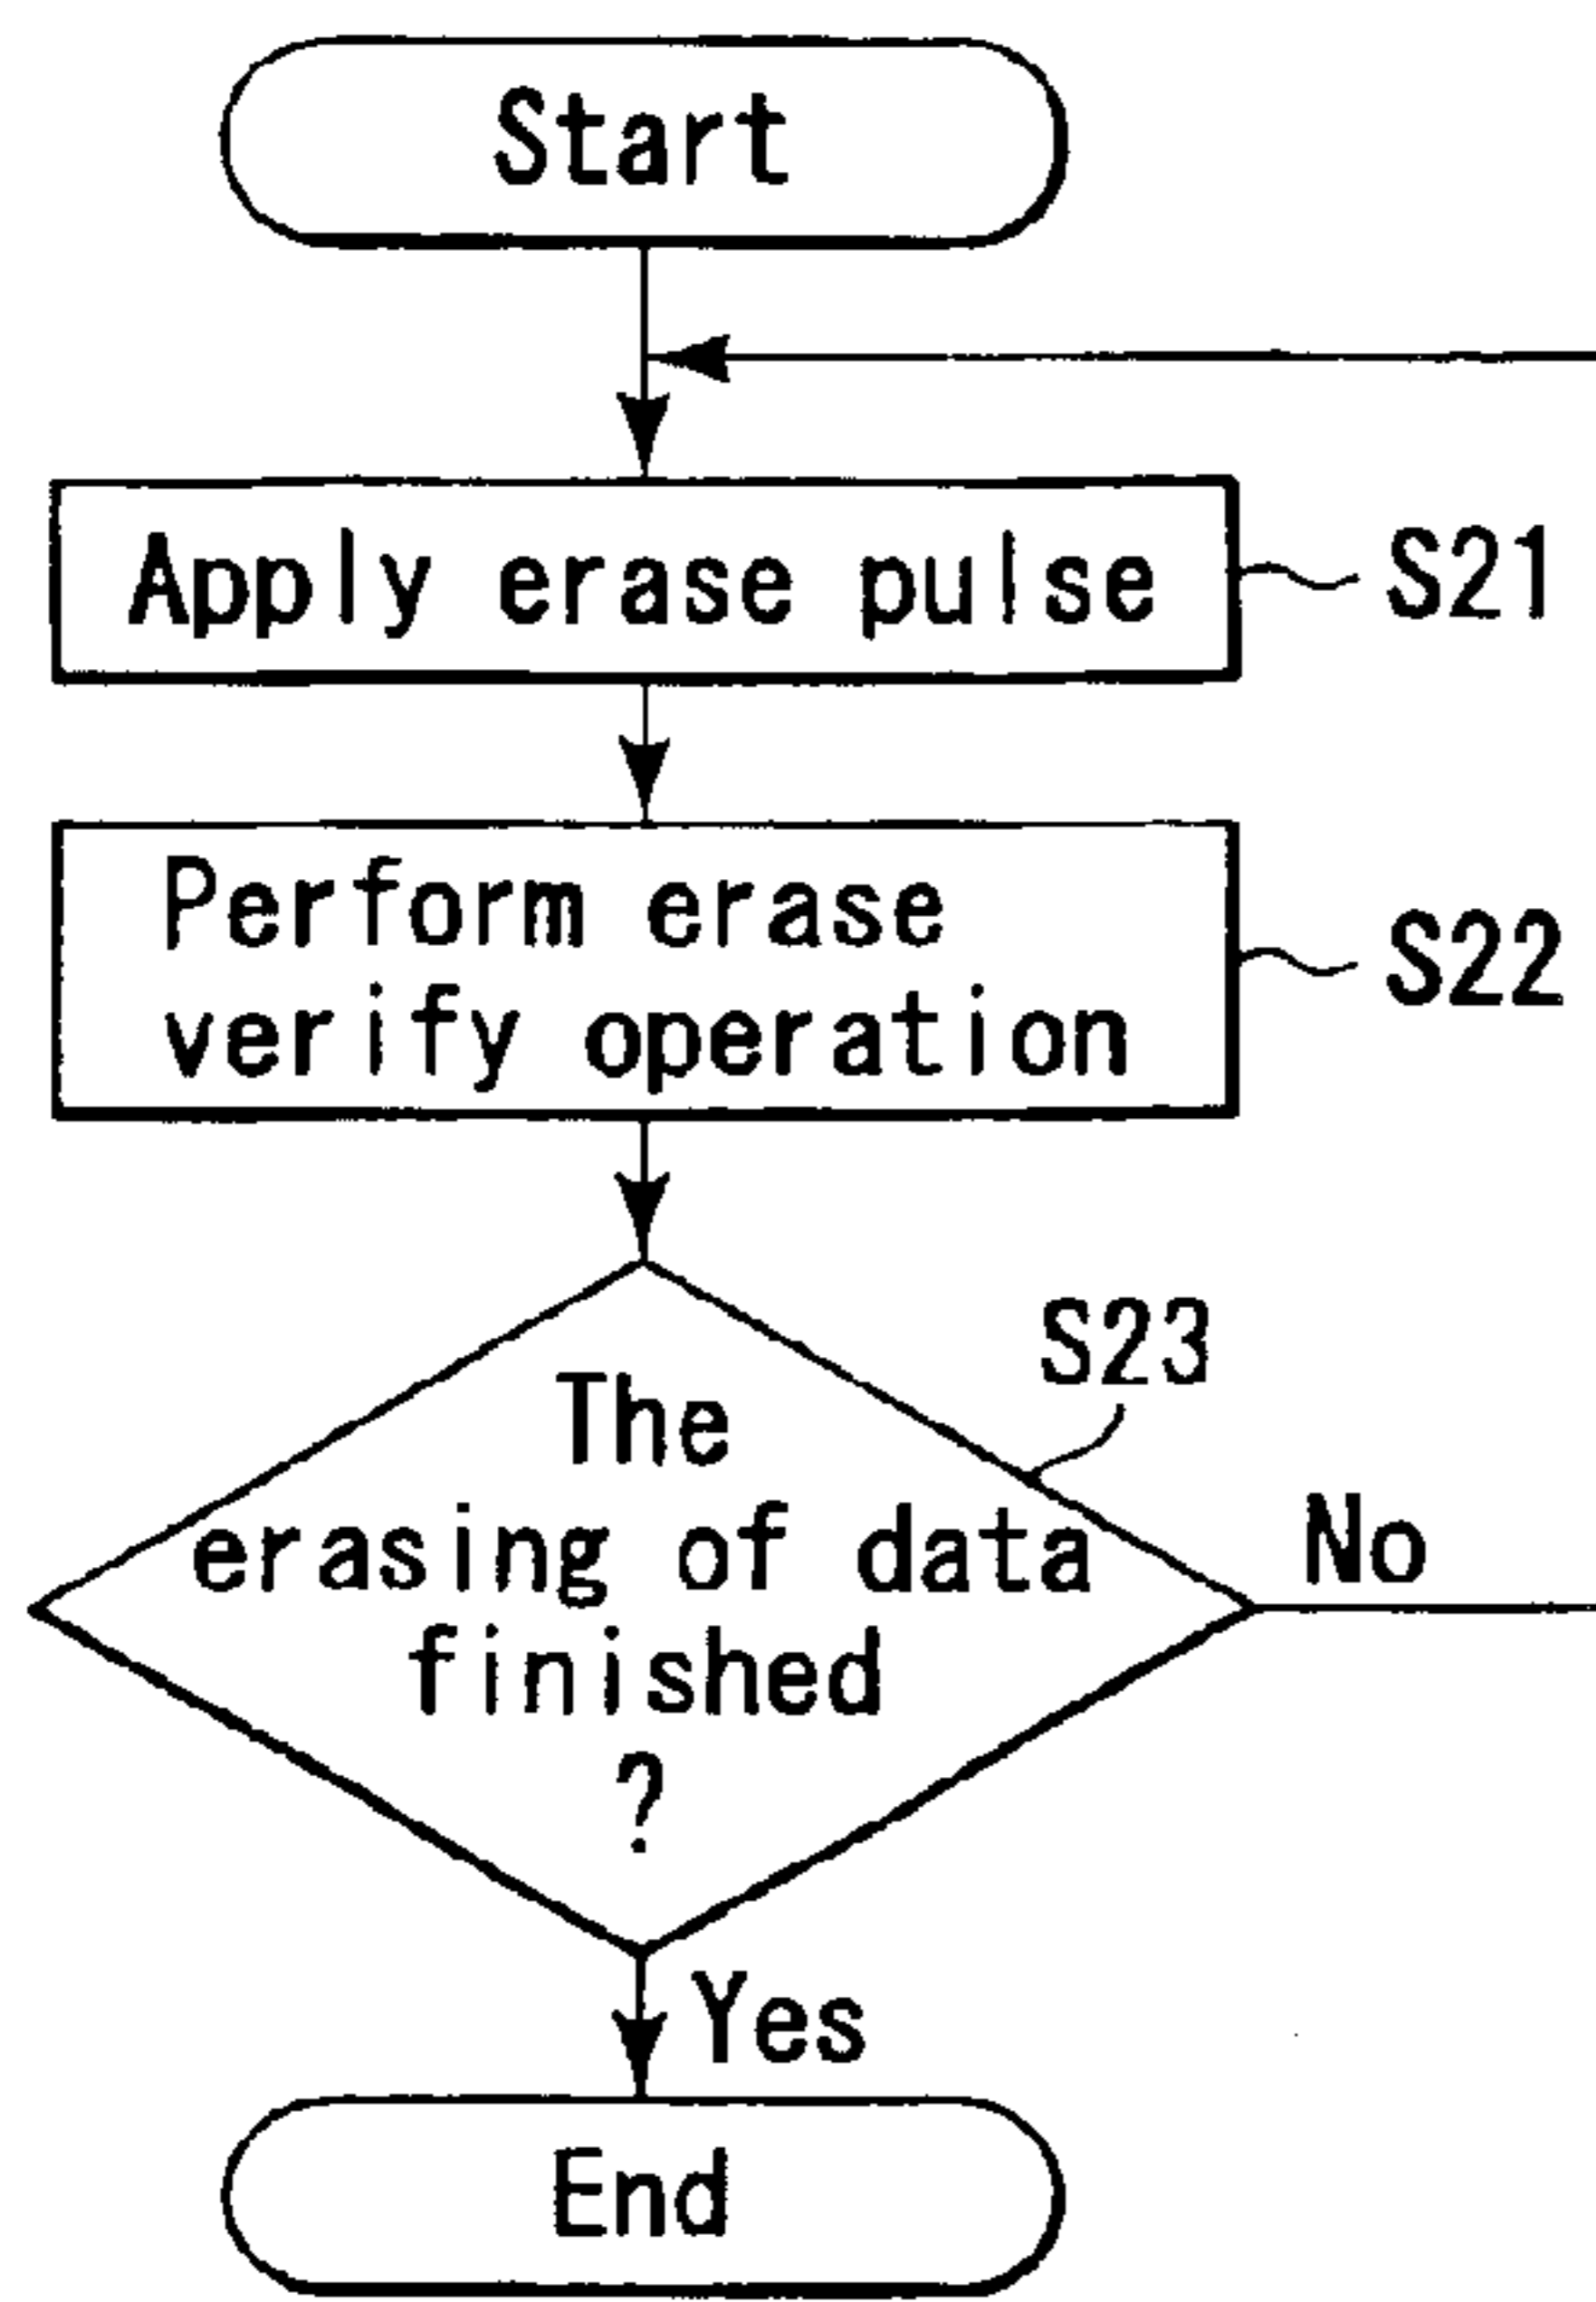 Start
Apply erase pulse
S21
Perform erase
verify operation
S22
S23
The
erasing of data
finished
?
No
Yes
End